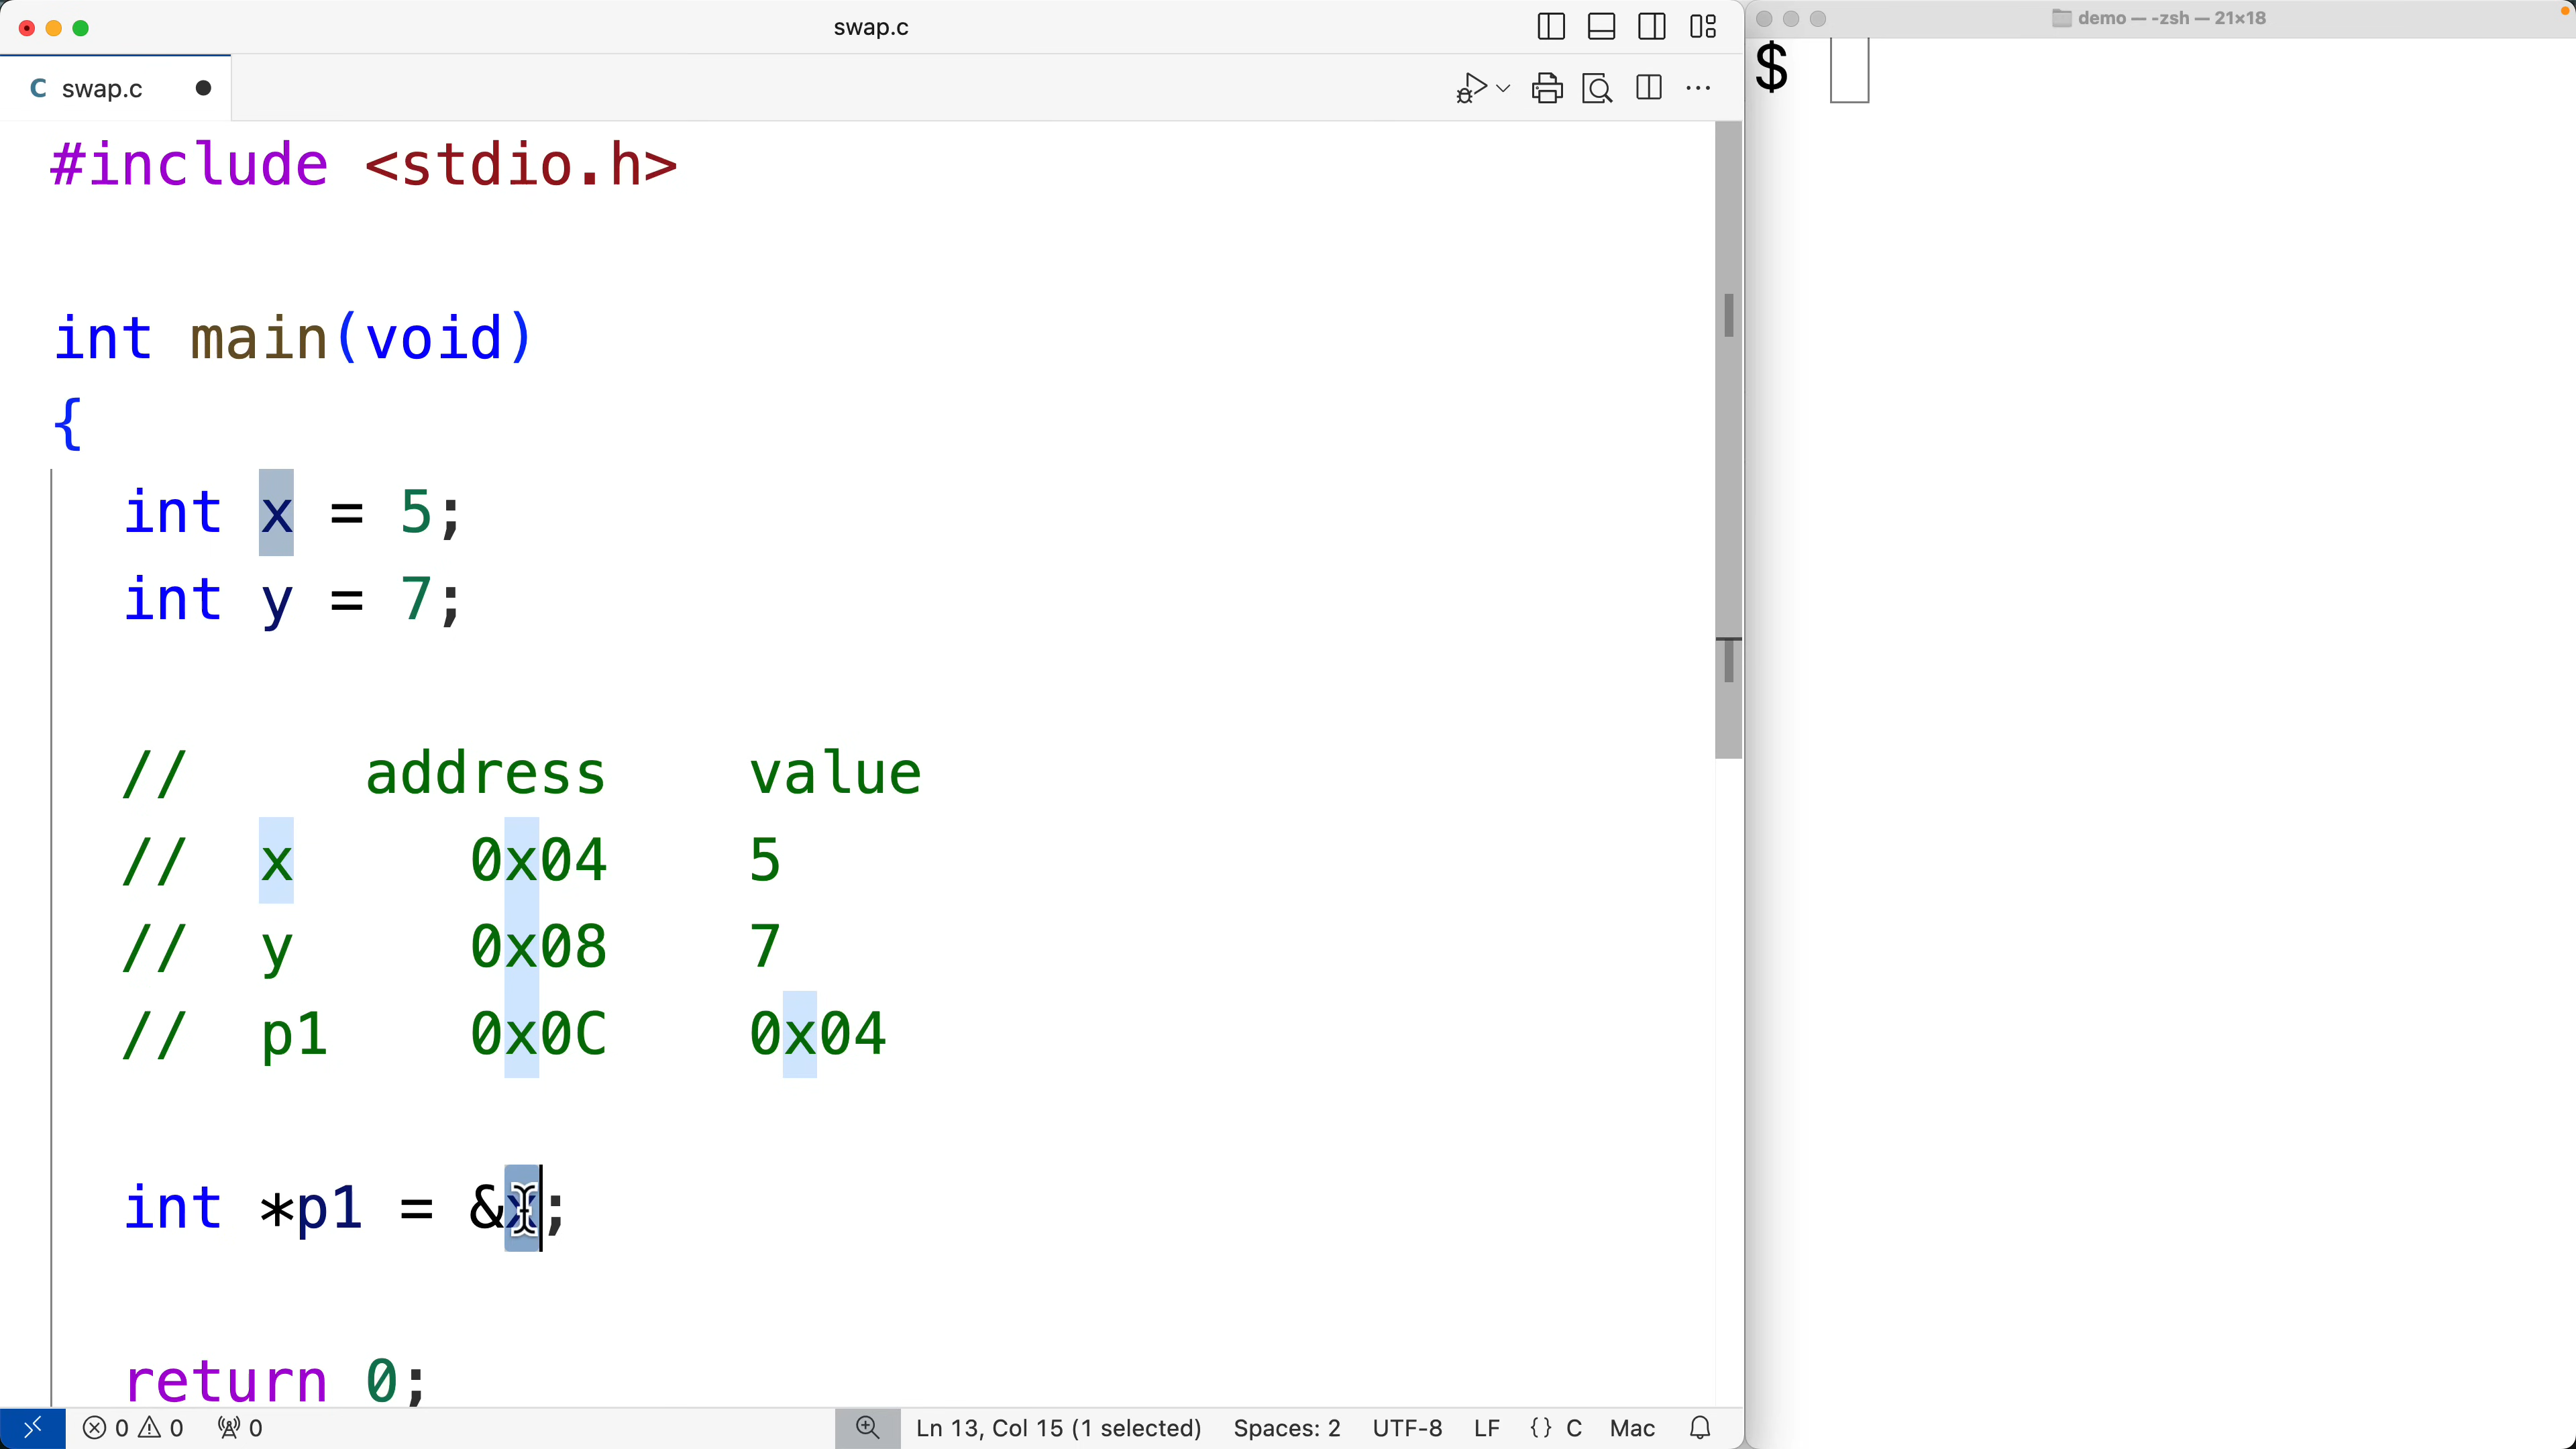 swap.c
C swap.c
#include <stdio.h>
int main(void)
{
int x = 5;
int y = 7;
// address value
// x 0x04 5
// y 0x08 7
// p1 0x0C 0x04
int *p1 = &x;
return 0;
0 0 0
Ln 13, Col 15 (1 selected) Spaces: 2 UTF-8 LF {} C Mac
demo — -zsh — 21×18
$